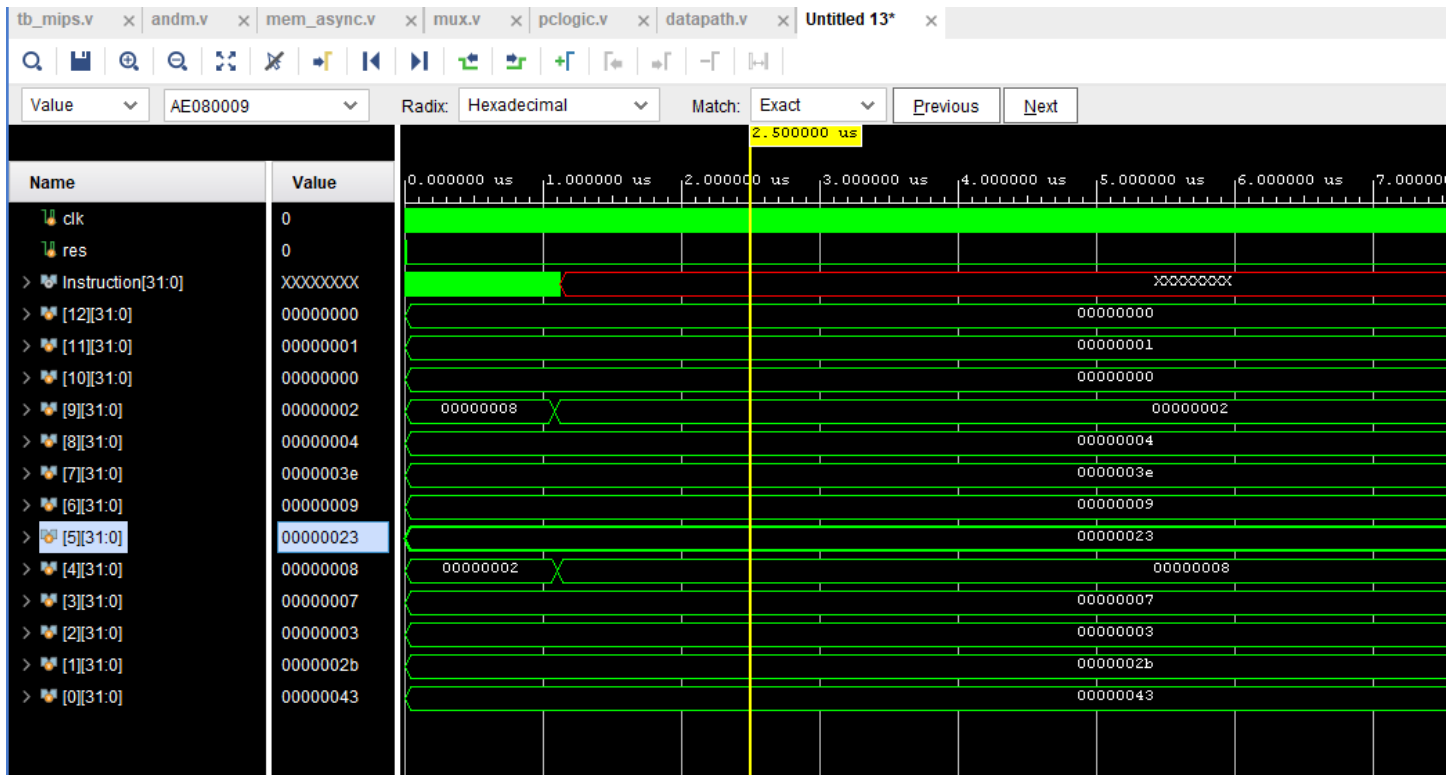 tb_mips.v × andm.v × mem_async.v × mux.v × pclogic.v × datapath.v × Untitled 13* ×
Value AE080009 Radix: Hexadecimal Match: Exact Previous Next
2.500000 us
Name Value 0.000000 us 1.000000 us 2.000000 us 3.000000 us 4.000000 us 5.000000 us 6.000000 us 7.00000
clk 0
res 0
Instruction[31:0] XXXXXXXX XXXXXXXX
[12][31:0] 00000000 00000000
[11][31:0] 00000001 00000001
[10][31:0] 00000000 00000000
[9][31:0] 00000002 00000008 00000002
[8][31:0] 00000004 00000004
[7][31:0] 0000003e 0000003e
[6][31:0] 00000009 00000009
[5][31:0] 00000023 00000023
[4][31:0] 00000008 00000002 00000008
[3][31:0] 00000007 00000007
[2][31:0] 00000003 00000003
[1][31:0] 0000002b 0000002b
[0][31:0] 00000043 00000043